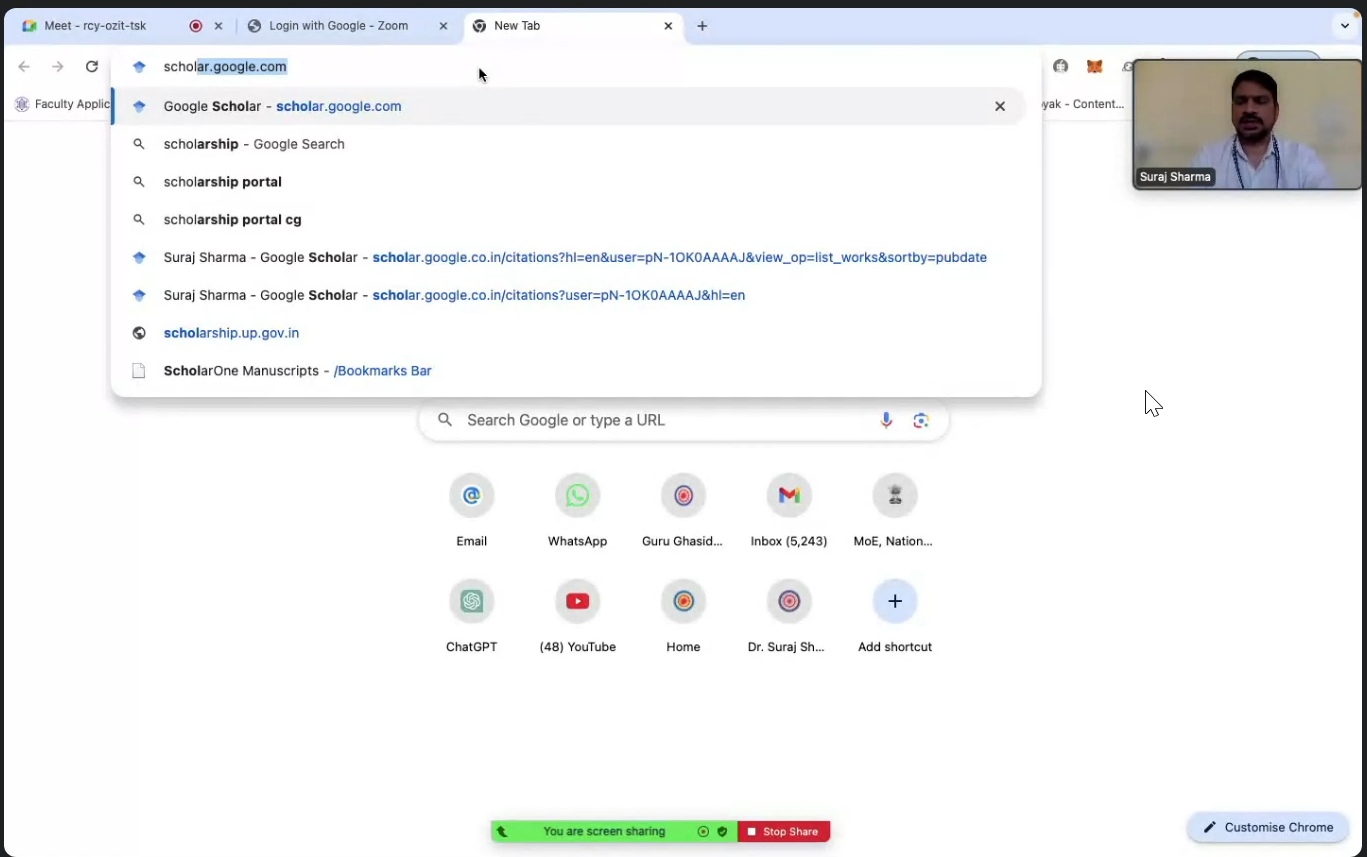 Meet - rcy-ozit-tsk
Login with Google - Zoom
New Tab
scholar.google.com
Faculty Applic
Google Scholar - scholar.google.com
oyak - Content...
scholarship - Google Search
Suraj Sharma
scholarship portal
scholarship portal cg
Suraj Sharma - Google Scholar - scholar.google.co.in/citations?hl=en&user=pN-1OK0AAAAJ&view_op=list_works&sortby=pubdate
Suraj Sharma - Google Scholar - scholar.google.co.in/citations?user=pN-1OK0AAAAJ&hl=en
scholarship.up.gov.in
ScholarOne Manuscripts - /Bookmarks Bar
Search Google or type a URL
Email
WhatsApp
Guru Ghasid...
Inbox (5,243)
MoE, Nation...
ChatGPT
(48) YouTube
Home
Dr. Suraj Sh...
Add shortcut
You are screen sharing
Stop Share
Customise Chrome